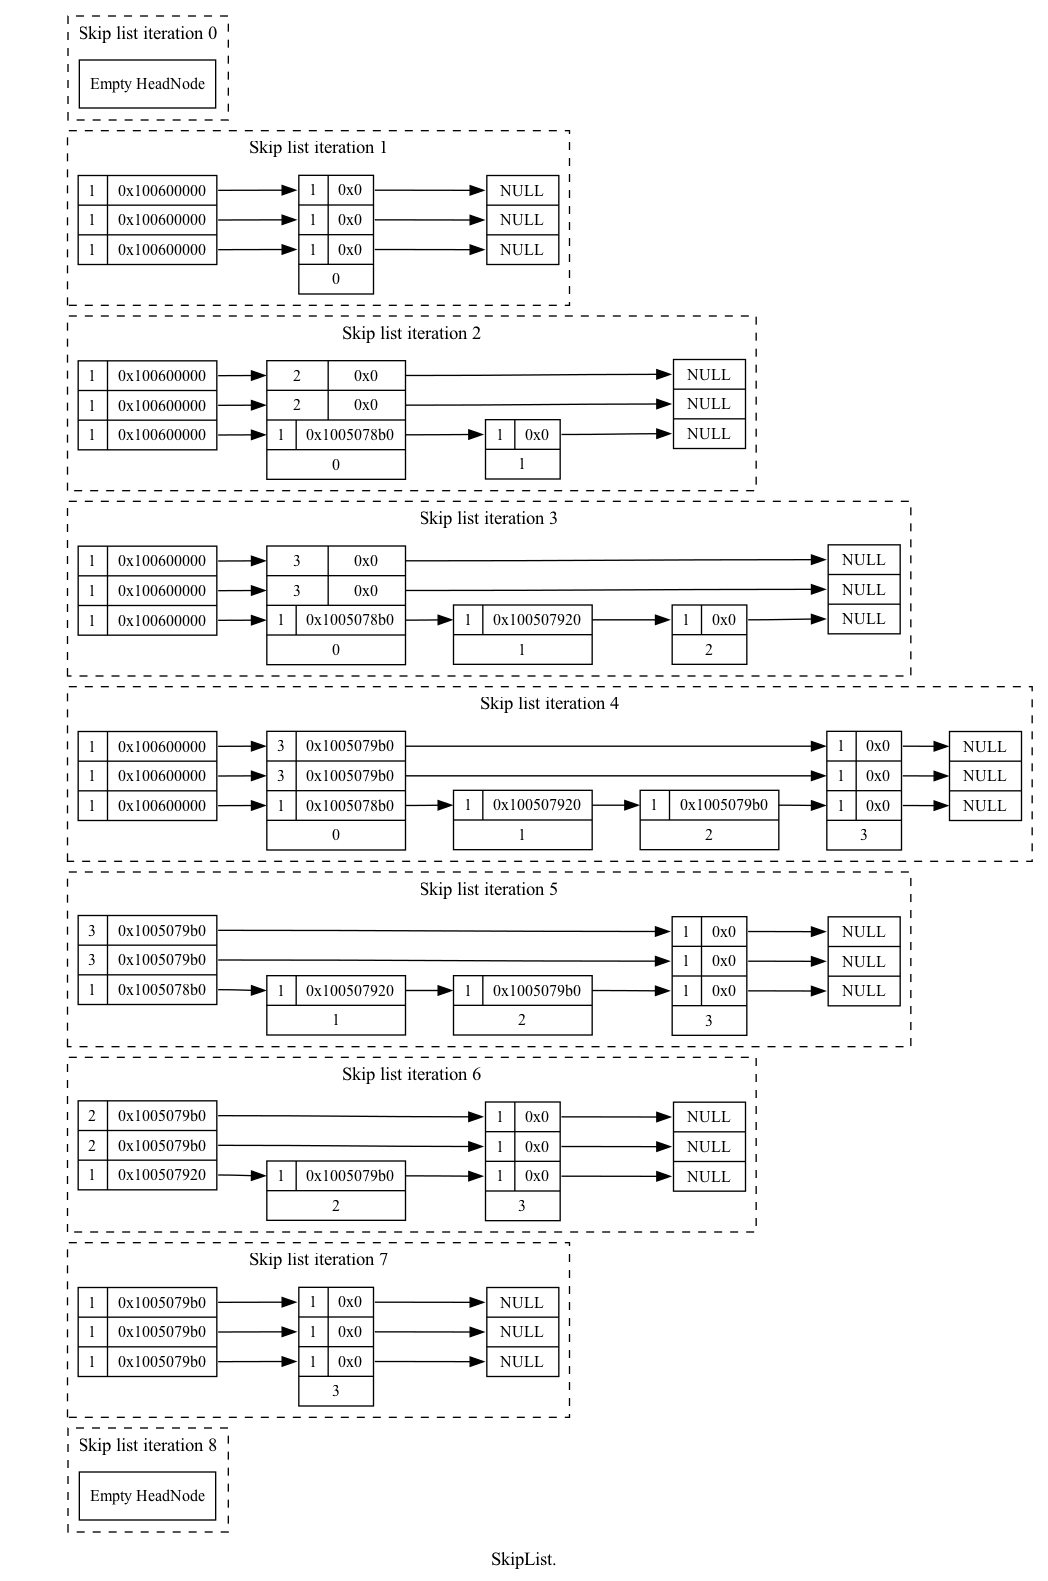 Skip list iteration 0
Empty HeadNode
Skip list iteration 1
1 0x100600000 1 0x0 NULL
1 0x100600000 1 0x0 NULL
1 0x100600000 1 0x0 NULL
0
Skip list iteration 2
1 0x100600000 2 0x0 NULL
1 0x100600000 2 0x0 NULL
1 0x100600000 1 0x1005078b0 1 0x0 NULL
0 1
Skip list iteration 3
1 0x100600000 3 0x0 NULL
1 0x100600000 3 0x0 NULL
1 0x100600000 1 0x1005078b0 1 0x100507920 1 0x0 NULL
0 1 2
Skip list iteration 4
1 0x100600000 3 0x1005079b0 1 0x0 NULL
1 0x100600000 3 0x1005079b0 1 0x0 NULL
1 0x100600000 1 0x1005078b0 1 0x100507920 1 0x1005079b0 1 0x0 NULL
0 1 2 3
Skip list iteration 5
3 0x1005079b0 1 0x0 NULL
3 0x1005079b0 1 0x0 NULL
1 0x1005078b0 1 0x100507920 1 0x1005079b0 1 0x0 NULL
1 2 3
Skip list iteration 6
2 0x1005079b0 1 0x0 NULL
2 0x1005079b0 1 0x0 NULL
1 0x100507920 1 0x1005079b0 1 0x0 NULL
2 3
Skip list iteration 7
1 0x1005079b0 1 0x0 NULL
1 0x1005079b0 1 0x0 NULL
1 0x1005079b0 1 0x0 NULL
3
Skip list iteration 8
Empty HeadNode
SkipList.